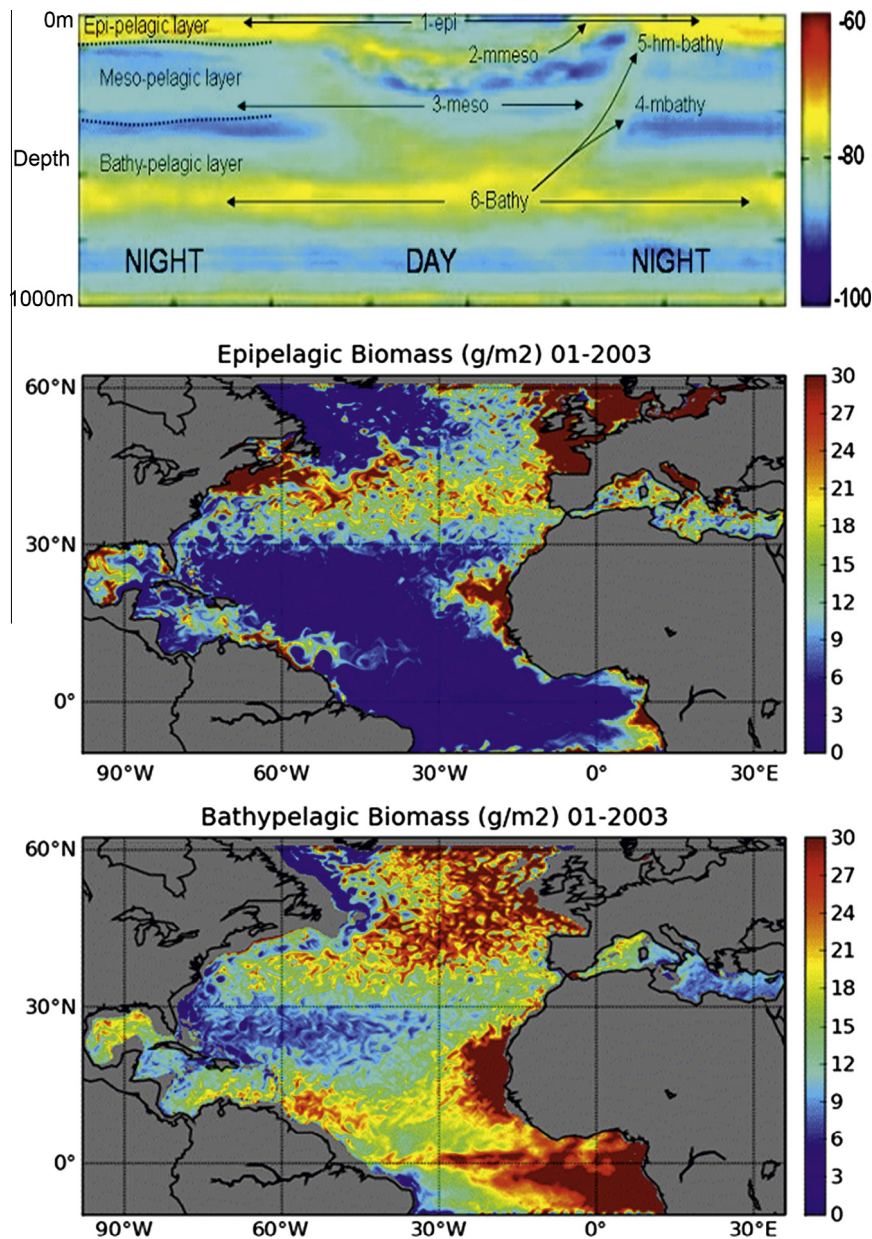 0m
Epi-pelagic layer
1-epi
2-mmeso
5-hm-bathy
Meso-pelagic layer
3-meso
4-mbathy
Depth
Bathy-pelagic layer
6-Bathy
NIGHT DAY NIGHT
1000m
-60
-80
-100
Epipelagic Biomass (g/m2) 01-2003
60°N
30°N
0°
90°W 60°W 30°W 0° 30°E
30
27
24
21
18
15
12
9
6
3
0
Bathypelagic Biomass (g/m2) 01-2003
60°N
30°N
0°
90°W 60°W 30°W 0° 30°E
30
27
24
21
18
15
12
9
6
3
0